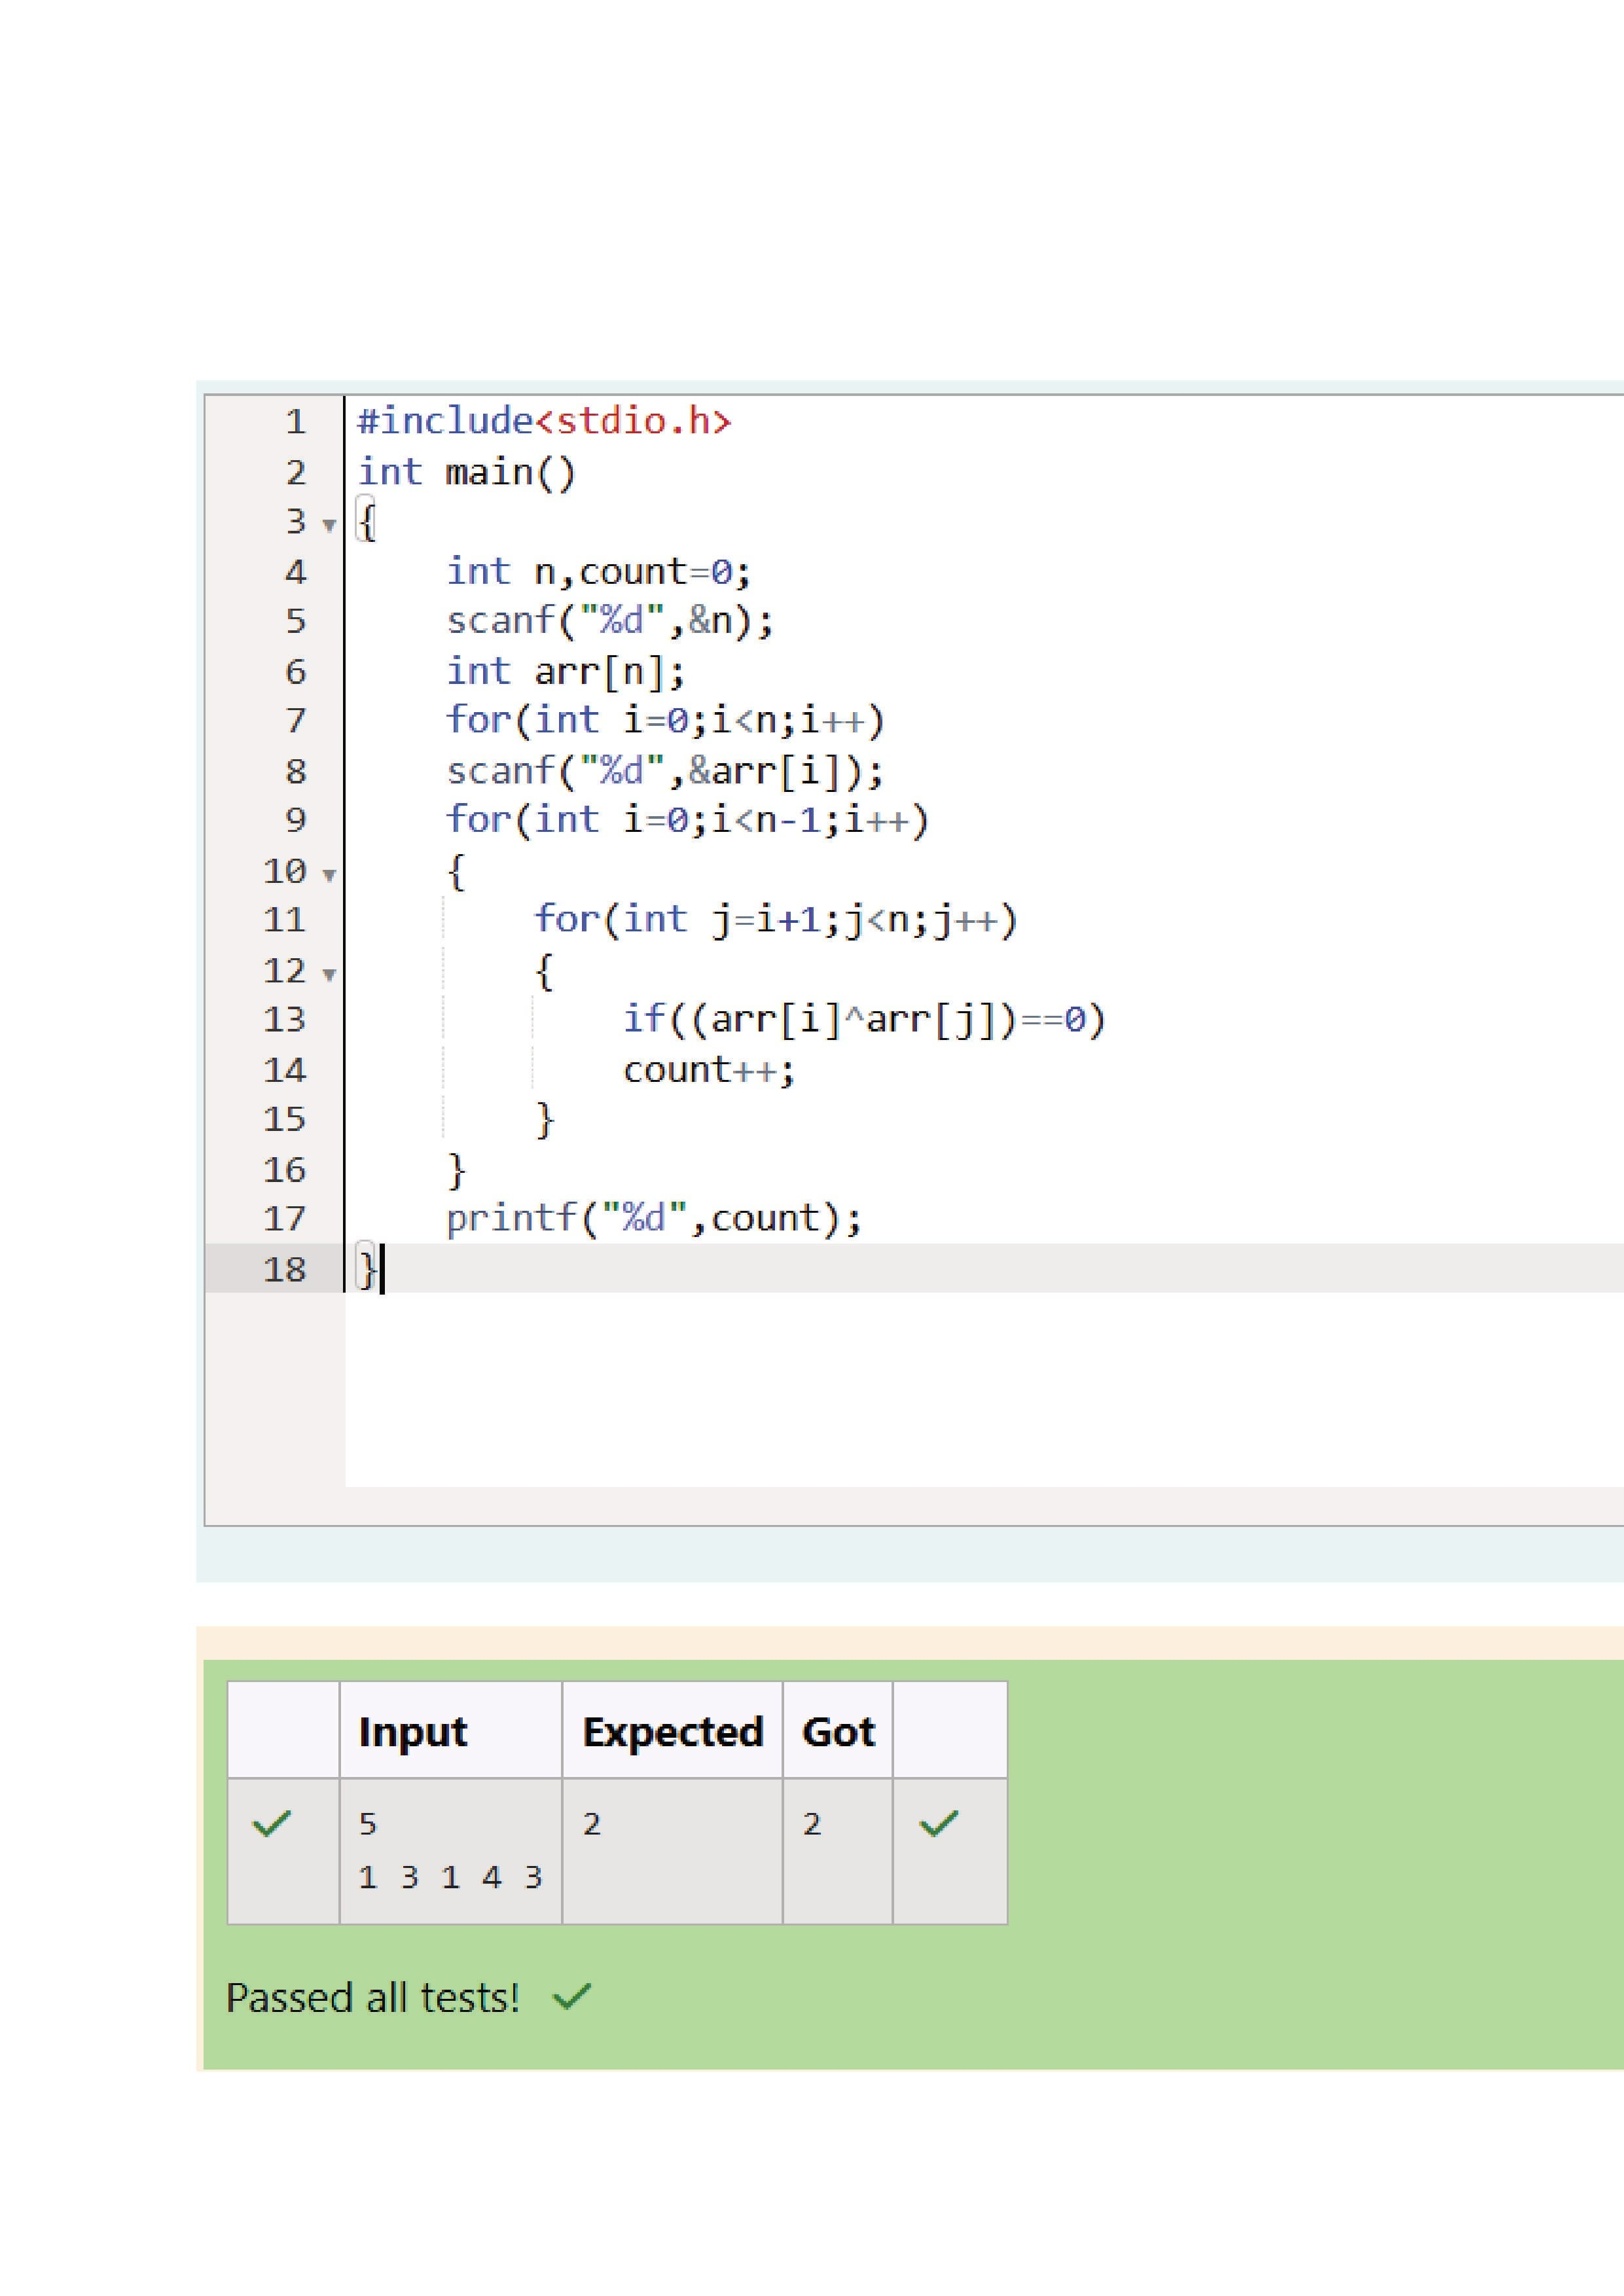 1 #include<stdio.h>
2 int main()
3 {
4     int n,count=0;
5     scanf("%d",&n);
6     int arr[n];
7     for(int i=0;i<n;i++)
8     scanf("%d",&arr[i]);
9     for(int i=0;i<n-1;i++)
10     {
11         for(int j=i+1;j<n;j++)
12         {
13             if((arr[i]^arr[j])==0)
14             count++;
15         }
16     }
17     printf("%d",count);
18 }
Input Expected Got
5 2 2
1 3 1 4 3
Passed all tests!